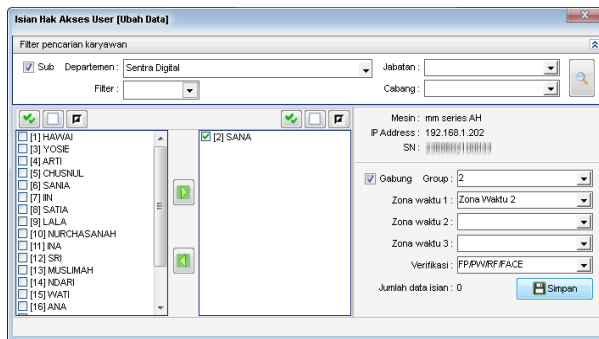 Isian Hak Akses User [Ubah Data]
Filter pencarian karyawan
Sub Departemen : Sentra Digital
Filter :
Jabatan :
Cabang :
[1] HAWAI
[3] YOSIE
[4] ARTI
[5] CHUSNUL
[6] SANIA
[7] IIN
[8] SATIA
[9] LALA
[10] NURCHASANAH
[11] INA
[12] SRI
[13] MUSLIMAH
[14] NDARI
[15] WATI
[16] ANA
[2] SANA
Mesin : mm series AH
IP Address : 192.168.1.202
SN :
Gabung Group : 2
Zona waktu 1 : Zona Waktu 2
Zona waktu 2 :
Zona waktu 3 :
Verifikasi : FP/PW/RF/FACE
Jumlah data isian : 0
Simpan